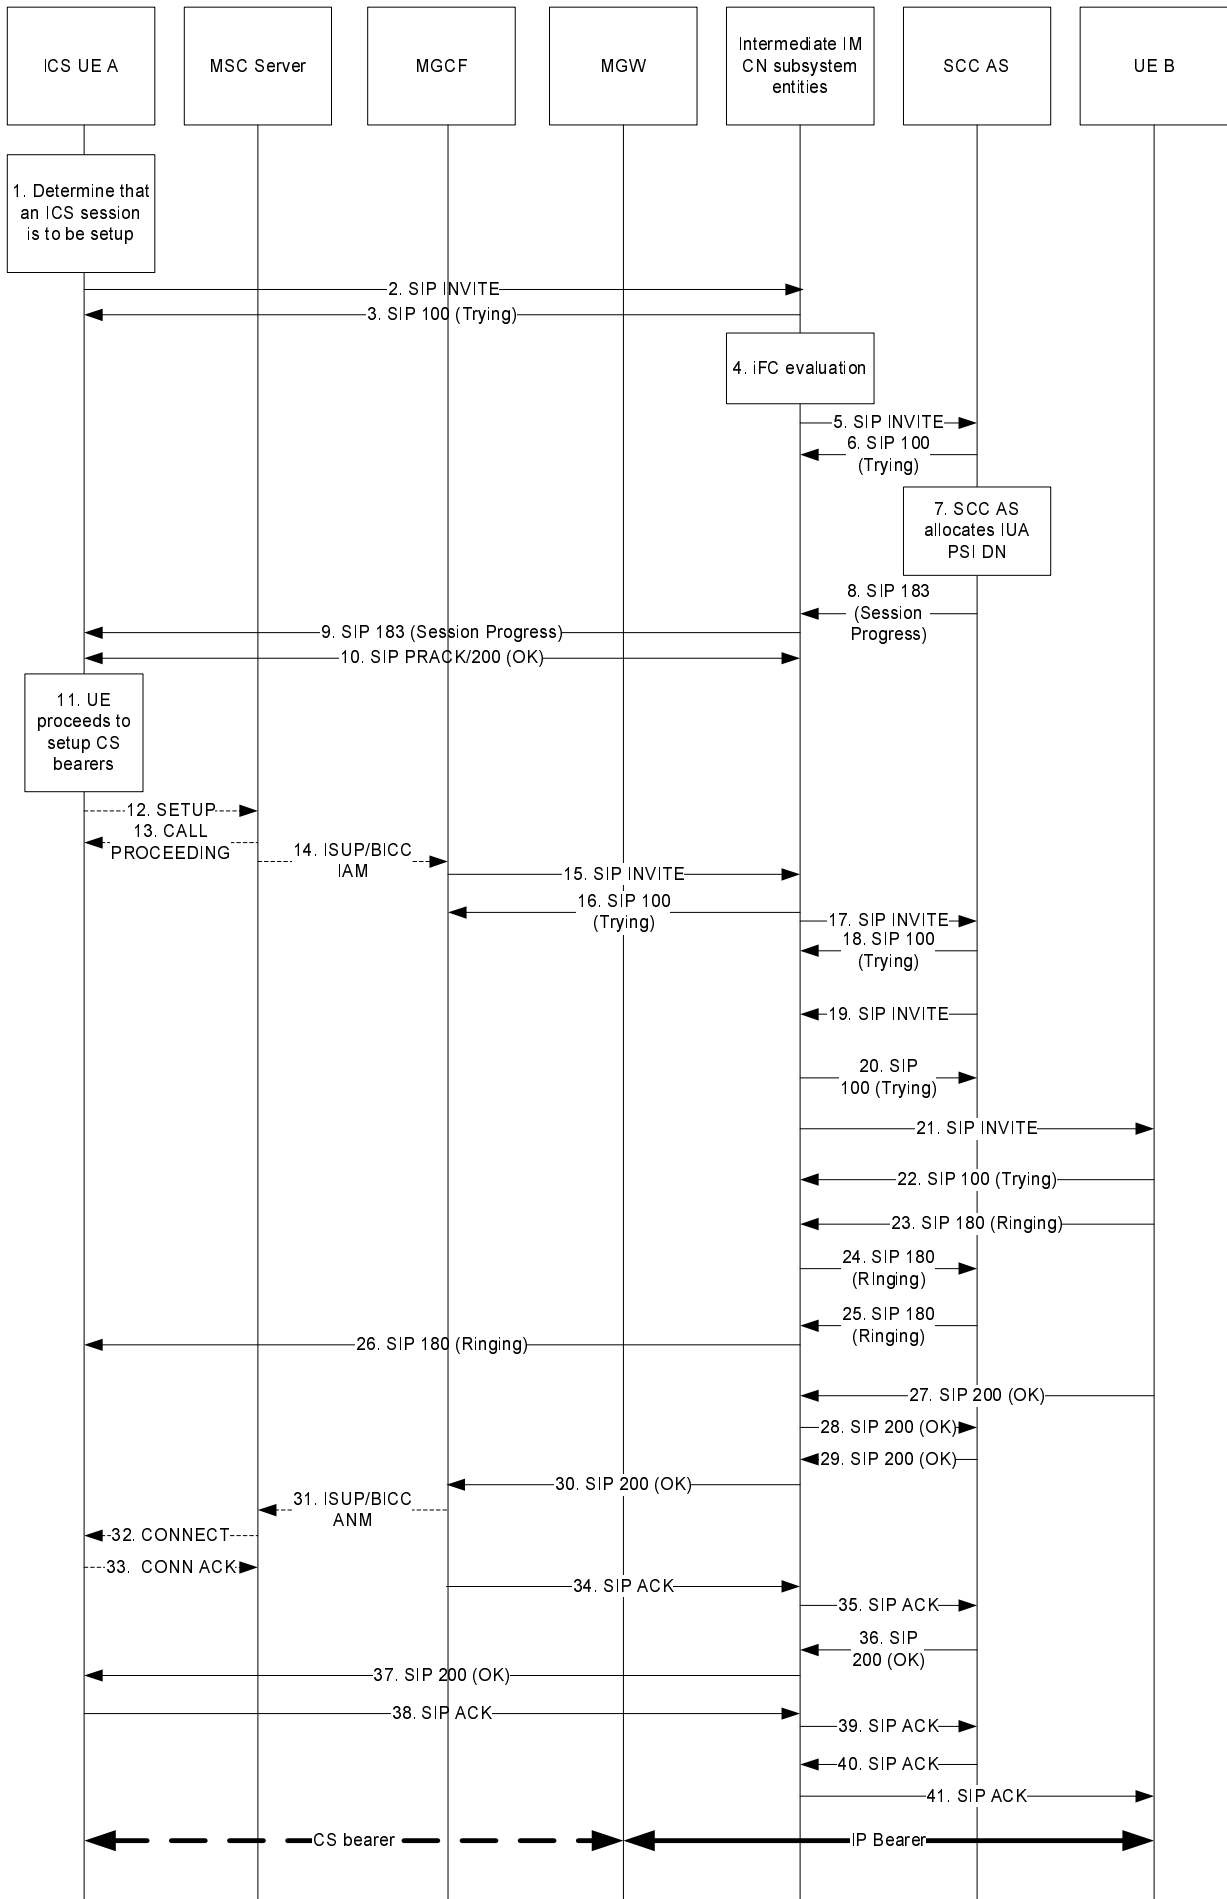 ICS UE A
MSC Server
MGCF
MGW
Intermediate IM
CN subsystem
entities
SCC AS
UE B
1. Determine that
an ICS session
is to be setup
2. SIP INVITE
3. SIP 100 (Trying)
4. iFC evaluation
5. SIP INVITE
6. SIP 100
(Trying)
7. SCC AS
allocates IUA
PSI DN
8. SIP 183
(Session
Progress)
9. SIP 183 (Session Progress)
10. SIP PRACK/200 (OK)
11. UE
proceeds to
setup CS
bearers
12. SETUP
13. CALL
PROCEEDING
14. ISUP/BICC
IAM
15. SIP INVITE
16. SIP 100
(Trying)
17. SIP INVITE
18. SIP 100
(Trying)
19. SIP INVITE
20. SIP
100 (Trying)
21. SIP INVITE
22. SIP 100 (Trying)
23. SIP 180 (Ringing)
24. SIP 180
(RInging)
25. SIP 180
(Ringing)
26. SIP 180 (Ringing)
27. SIP 200 (OK)
28. SIP 200 (OK)
29. SIP 200 (OK)
30. SIP 200 (OK)
31. ISUP/BICC
ANM
32. CONNECT
33. CONN ACK
34. SIP ACK
35. SIP ACK
36. SIP
200 (OK)
37. SIP 200 (OK)
38. SIP ACK
39. SIP ACK
40. SIP ACK
41. SIP ACK
CS bearer
IP Bearer